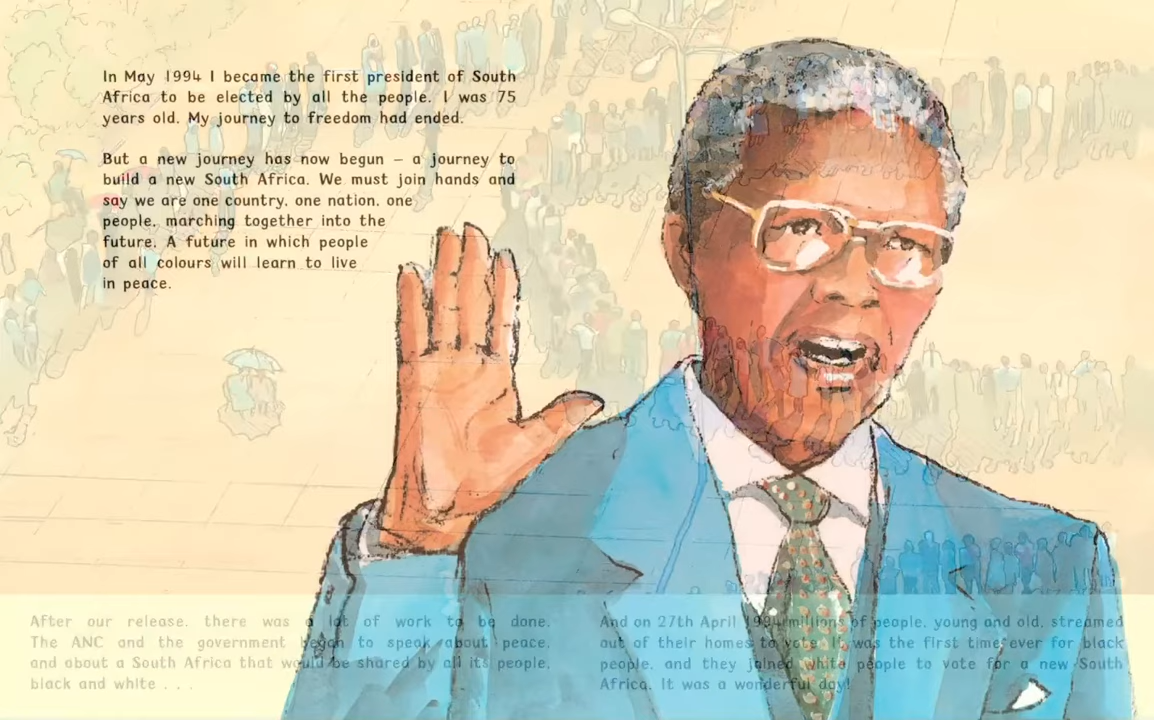 In May 1994 I became the first president of South
Africa to be elected by all the people. I was 75
years old. My journey to freedom had ended.
But a new journey has now begun – a journey to
build a new South Africa. We must join hands and
say we are one country, one nation, one
people, marching together into the
future. A future in which people
of all colours will learn to live
in peace.
After our release, there was a lot of work to be done.
The ANC and the government began to speak about peace,
and about a South Africa that would be shared by all its people,
black and white . . .
And on 27th April 1994 millions of people, young and old, streamed
out of their homes to vote. It was the first time ever for black
people, and they joined white people to vote for a new South
Africa. It was a wonderful day!